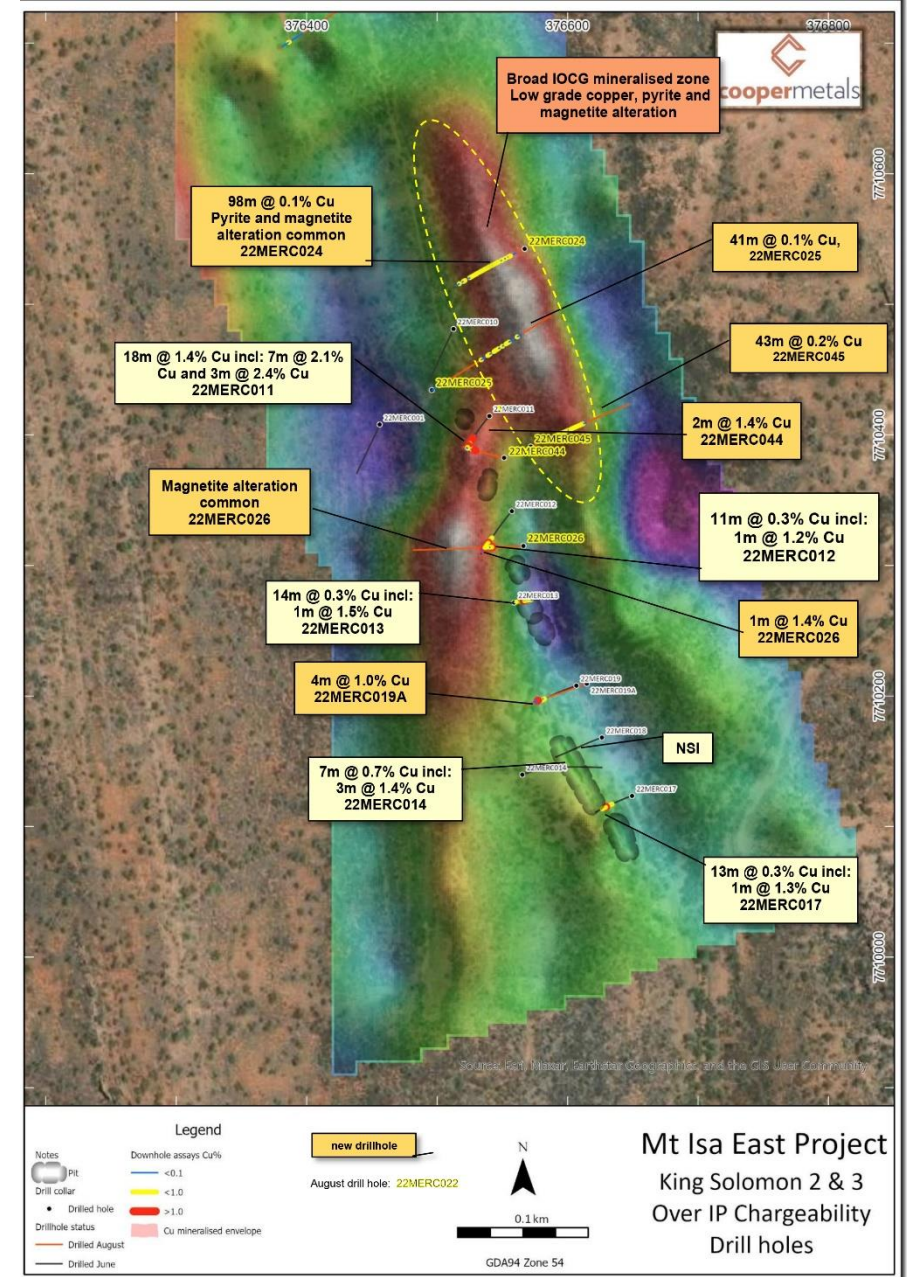 376400
376600
376800
coopermetals
Broad IOCG mineralised zone
Low grade copper, pyrite and
magnetite alteration
7710600
98m @ 0.1% Cu
Pyrite and magnetite
alteration common
22MERC024
22MERC024
41m @ 0.1% Cu,
22MERC025
22MERC010
18m @ 1.4% Cu incl: 7m @ 2.1%
Cu and 3m @ 2.4% Cu
22MERC011
43m @ 0.2% Cu
22MERC045
22MERC025
22MERC011
22MERC001
2m @ 1.4% Cu
22MERC044
7710400
22MERC045
22MERC044
Magnetite alteration
common
22MERC026
22MERC012
11m @ 0.3% Cu incl:
1m @ 1.2% Cu
22MERC012
22MERC026
14m @ 0.3% Cu incl:
1m @ 1.5% Cu
22MERC013
22MERC013
1m @ 1.4% Cu
22MERC026
4m @ 1.0% Cu
22MERC019A
22MERC019
22MERC019A
7710200
22MERC018
NSI
7m @ 0.7% Cu incl:
3m @ 1.4% Cu
22MERC014
22MERC014
22MERC017
13m @ 0.3% Cu incl:
1m @ 1.3% Cu
22MERC017
7710000
Source: Esri, Maxar, Earthstar Geographics, and the GIS User Community
Legend
Notes
Pit
Drill collar
Drilled hole
Drillhole status
Drilled August
Drilled June
Downhole assays Cu%
<0.1
<1.0
>1.0
Cu mineralised envelope
new drillhole
August drill hole: 22MERC022
N
0.1 km
GDA94 Zone 54
Mt Isa East Project
King Solomon 2 & 3
Over IP Chargeability
Drill holes